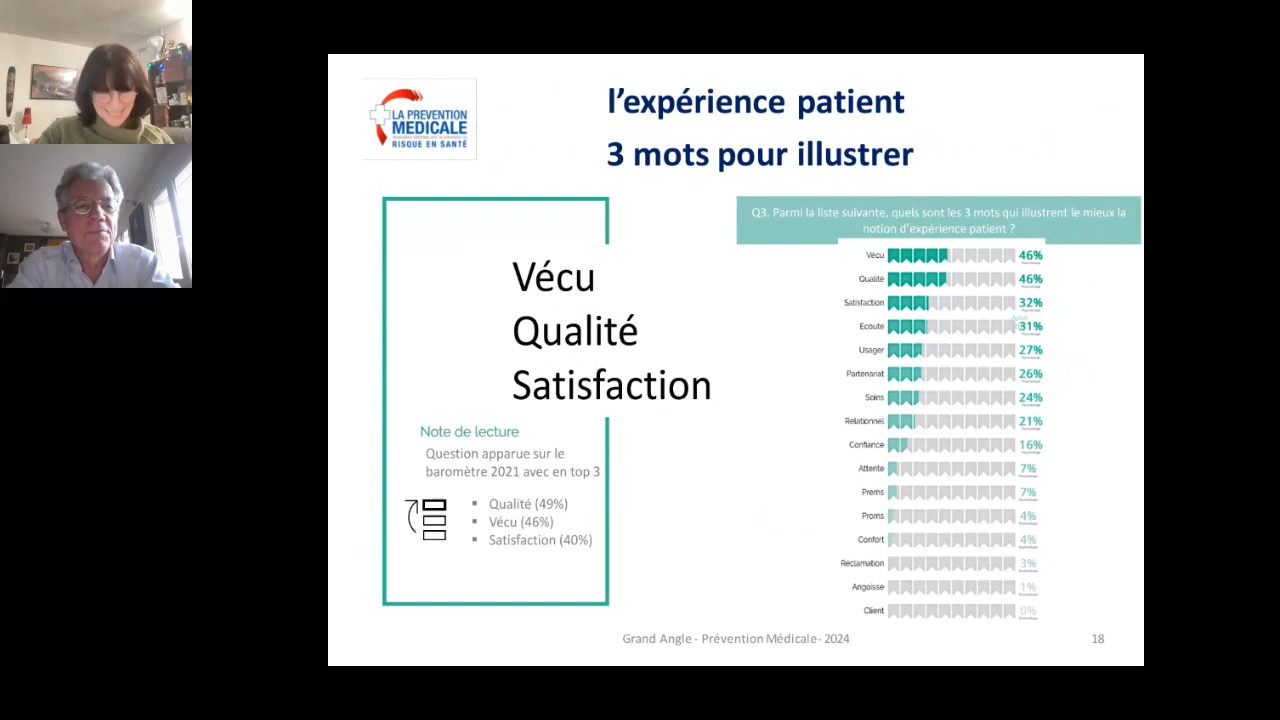 LA PREVENTION
MEDICALE
RISQUE EN SANTÉ
l'expérience patient
3 mots pour illustrer
Vécu
Qualité
Satisfaction
Note de lecture
Question apparue sur le
baromètre 2021 avec en top 3
▪ Qualité (49%)
▪ Vécu (46%)
▪ Satisfaction (40%)
Q3. Parmi la liste suivante, quels sont les 3 mots qui illustrent le mieux la
notion d'expérience patient ?
Vécu 46%
Qualité 46%
Satisfaction 32%
Ecoute 31%
Usager 27%
Partenariat 26%
Soins 24%
Relationnel 21%
Confiance 16%
Attente 7%
Prems 7%
Proms 4%
Confort 4%
Réclamation 3%
Angoisse 1%
Client 0%
Grand Angle - Prévention Médicale- 2024
18